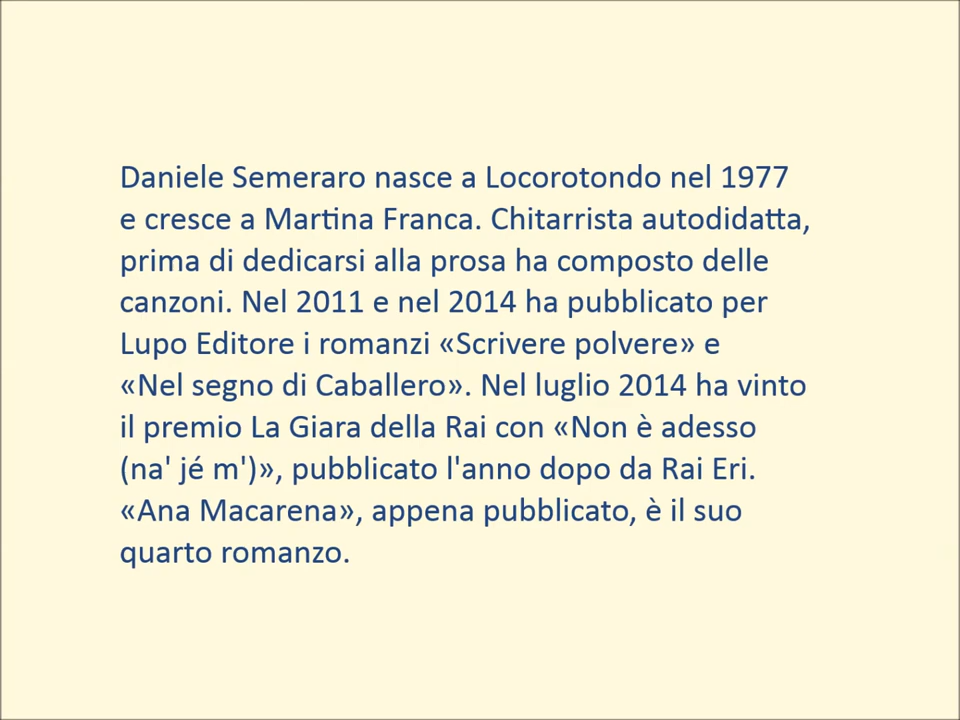 Daniele Semeraro nasce a Locorotondo nel 1977
e cresce a Martina Franca. Chitarrista autodidatta,
prima di dedicarsi alla prosa ha composto delle
canzoni. Nel 2011 e nel 2014 ha pubblicato per
Lupo Editore i romanzi «Scrivere polvere» e
«Nel segno di Caballero». Nel luglio 2014 ha vinto
il premio La Giara della Rai con «Non è adesso
(na' jé m')», pubblicato l'anno dopo da Rai Eri.
«Ana Macarena», appena pubblicato, è il suo
quarto romanzo.